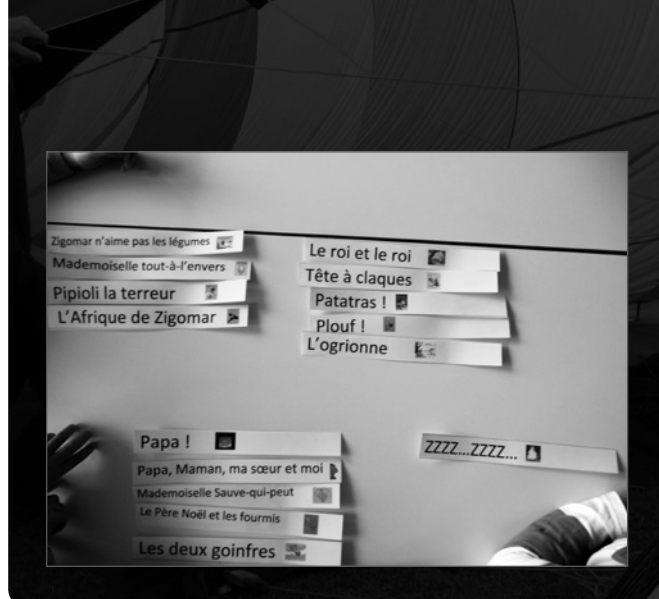 Zigomar n'aime pas les légumes
Mademoiselle tout-à-l'envers
Pipioli la terreur
L'Afrique de Zigomar
Le roi et le roi
Tête à claques
Patatras !
Plouf !
L'ogrionne
Papa !
Papa, Maman, ma sœur et moi
Mademoiselle Sauve-qui-peut
Le Père Noël et les fourmis
Les deux goinfres
ZZZZ...ZZZZ...